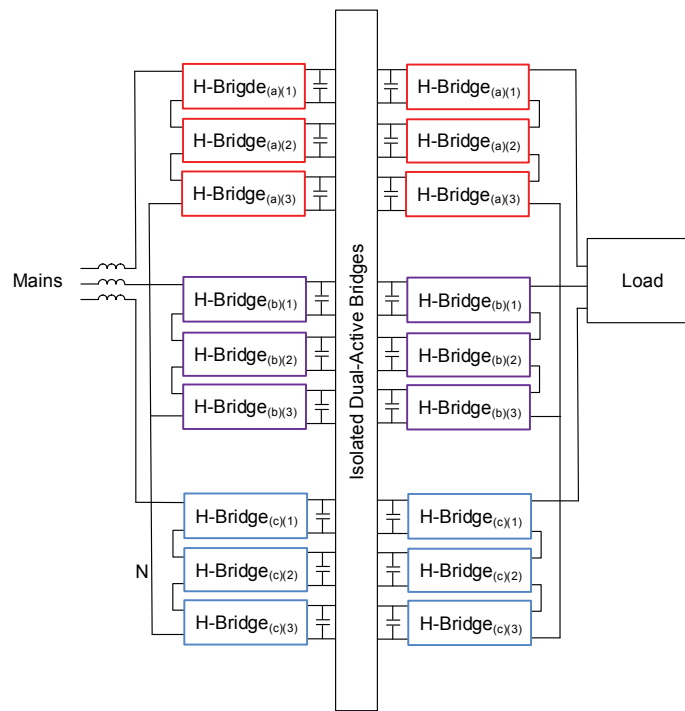 H-Brigde(a)(1)
H-Bridge(a)(1)
H-Bridge(a)(2)
H-Bridge(a)(2)
H-Bridge(a)(3)
H-Bridge(a)(3)
Mains
Isolated Dual-Active Bridges
Load
H-Bridge(b)(1)
H-Bridge(b)(1)
H-Bridge(b)(2)
H-Bridge(b)(2)
H-Bridge(b)(3)
H-Bridge(b)(3)
H-Bridge(c)(1)
H-Bridge(c)(1)
N
H-Bridge(c)(2)
H-Bridge(c)(2)
H-Bridge(c)(3)
H-Bridge(c)(3)